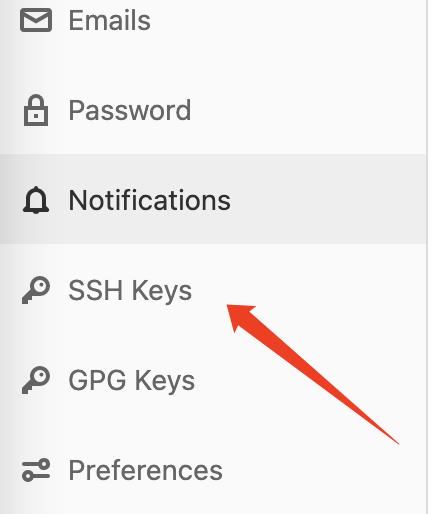 Emails
Password
Notifications
SSH Keys
GPG Keys
Preferences